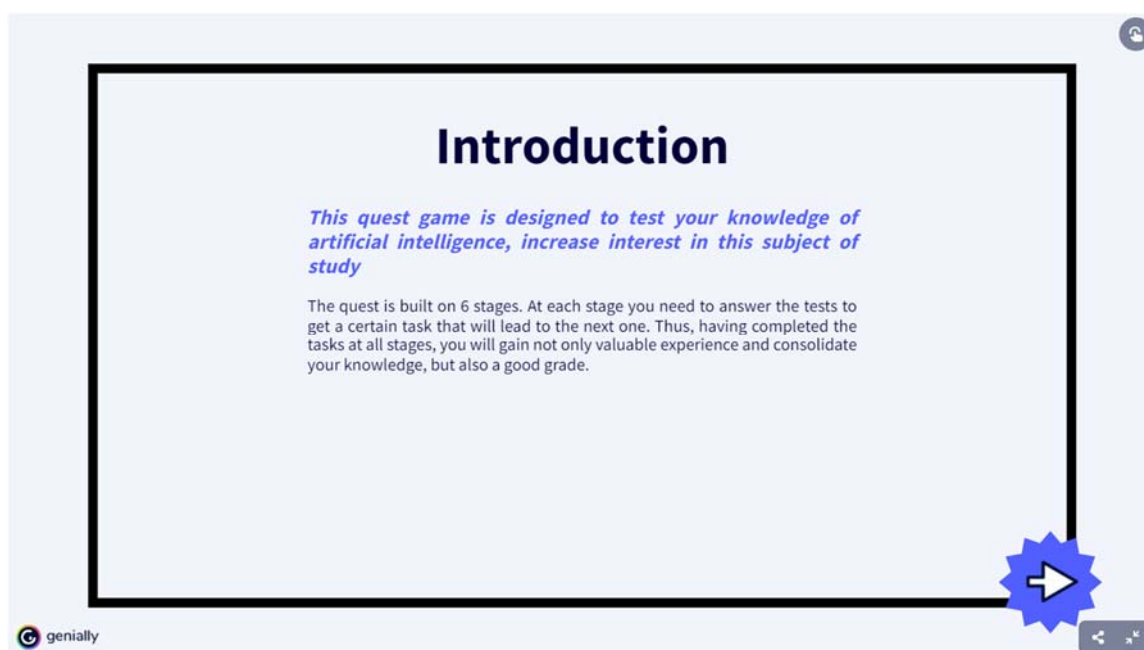 Introduction
This quest game is designed to test your knowledge of
artificial intelligence, increase interest in this subject of
study
The quest is built on 6 stages. At each stage you need to answer the tests to
get a certain task that will lead to the next one. Thus, having completed the
tasks at all stages, you will gain not only valuable experience and consolidate
your knowledge, but also a good grade.
genially